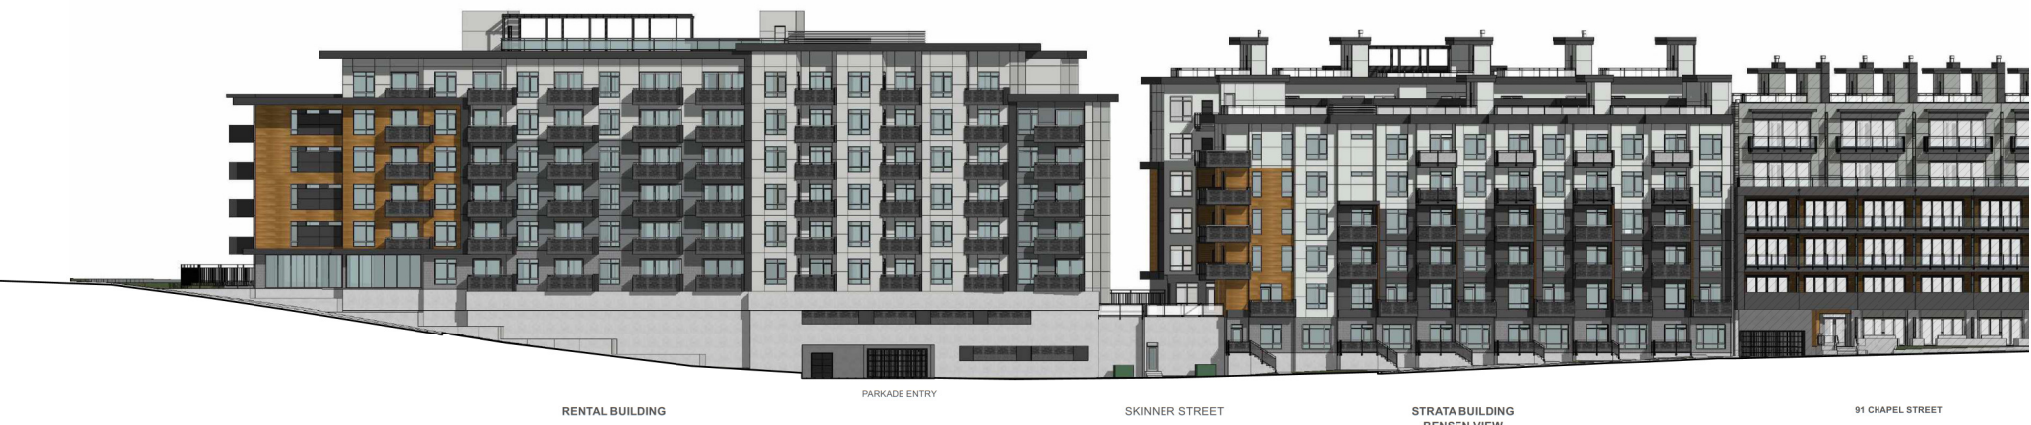 PARKADE ENTRY
RENTAL BUILDING
SKINNER STREET
STRATA BUILDING
91 CHAPEL STREET